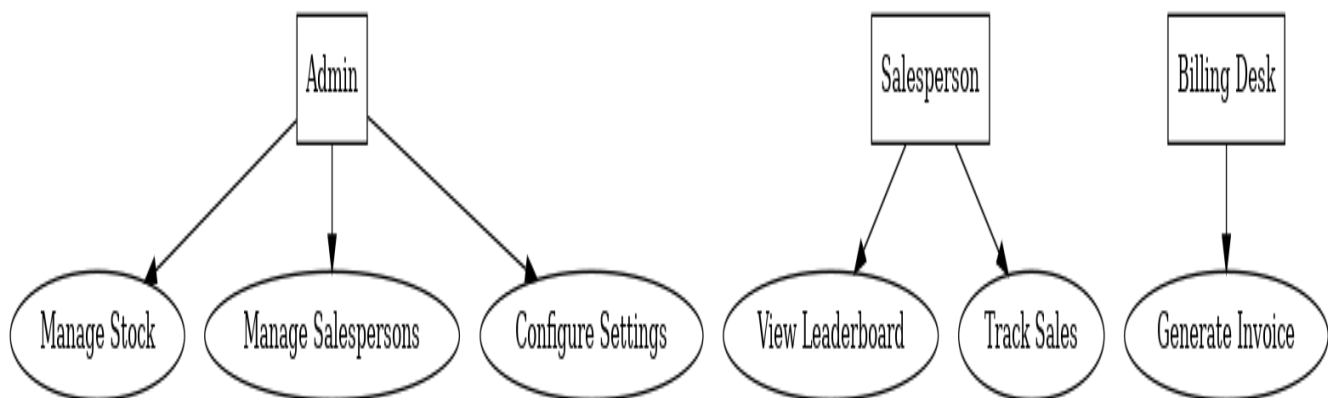 Admin
Salesperson
Billing Desk
Manage Stock
Manage Salespersons
Configure Settings
View Leaderboard
Track Sales
Generate Invoice